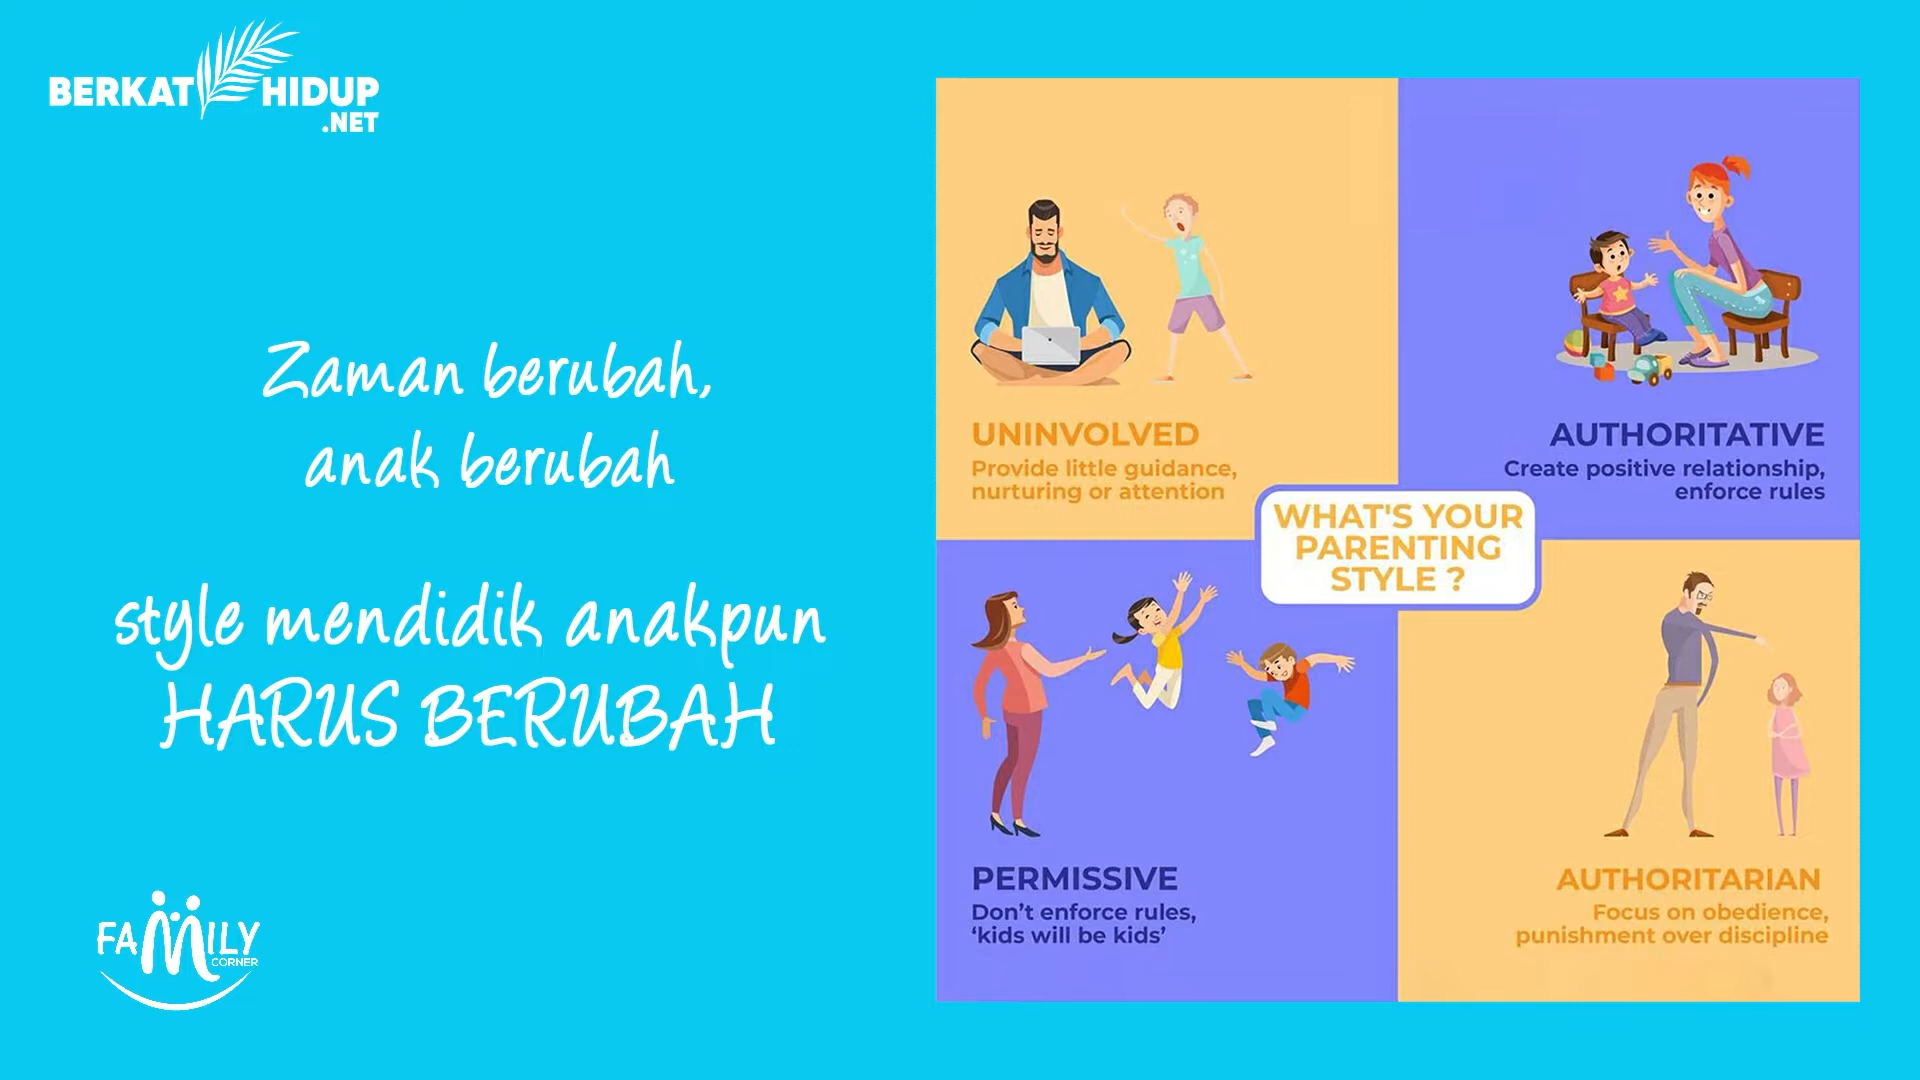 BERKAT HIDUP
.NET
Zaman berubah,
anak berubah
style mendidik anakpun
HARUS BERUBAH
FAMILY
CORNER
UNINVOLVED
Provide little guidance,
nurturing or attention
AUTHORITATIVE
Create positive relationship,
enforce rules
WHAT'S YOUR
PARENTING
STYLE ?
PERMISSIVE
Don't enforce rules,
‘kids will be kids’
AUTHORITARIAN
Focus on obedience,
punishment over discipline